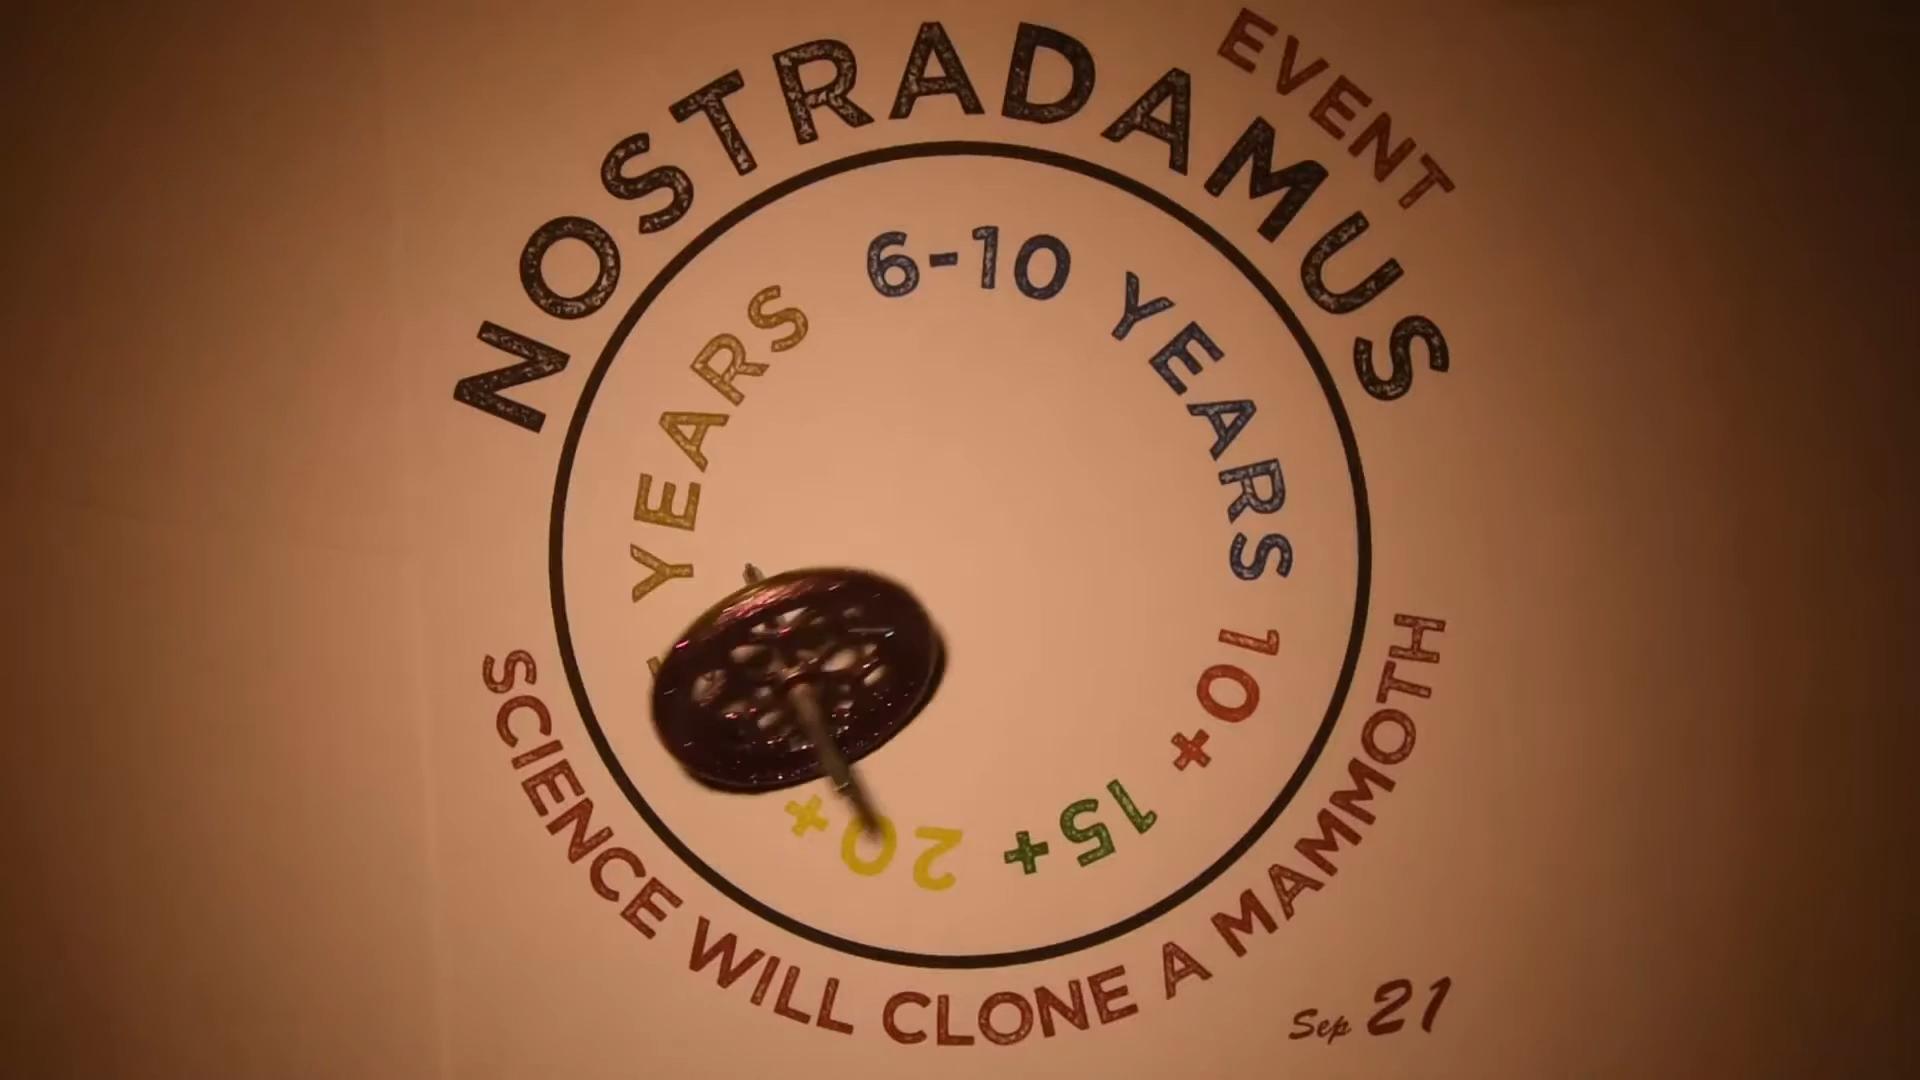 EVENT
NOSTRADAMUS
6-10 YEARS
10+
15+
20+
YEARS
SCIENCE WILL CLONE A MAMMOTH
Sep 21